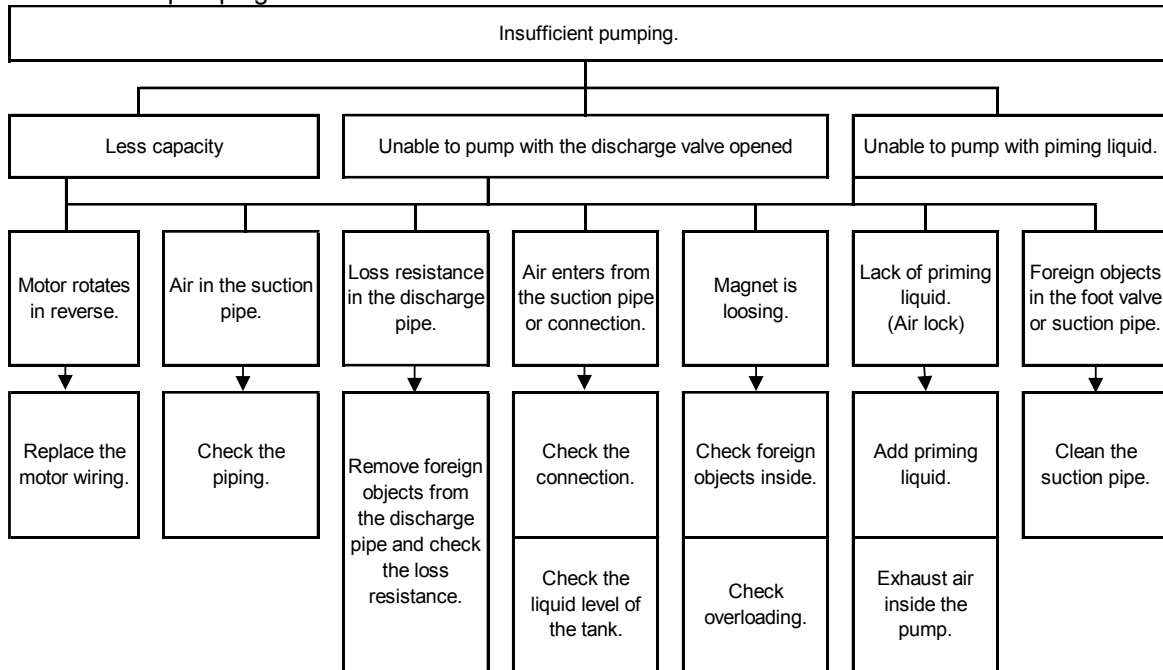 Insufficient pumping.
Less capacity
Unable to pump with the discharge valve opened
Unable to pump with piming liquid.
Motor rotates
in reverse.
Air in the suction
pipe.
Loss resistance
in the discharge
pipe.
Air enters from
the suction pipe
or connection.
Magnet is
loosing.
Lack of priming
liquid.
(Air lock)
Foreign objects
in the foot valve
or suction pipe.
Replace the
motor wiring.
Check the
piping.
Remove foreign
objects from
the discharge
pipe and check
the loss
resistance.
Check the
connection.
Check foreign
objects inside.
Add priming
liquid.
Clean the
suction pipe.
Check the
liquid level of
the tank.
Check
overloading.
Exhaust air
inside the
pump.